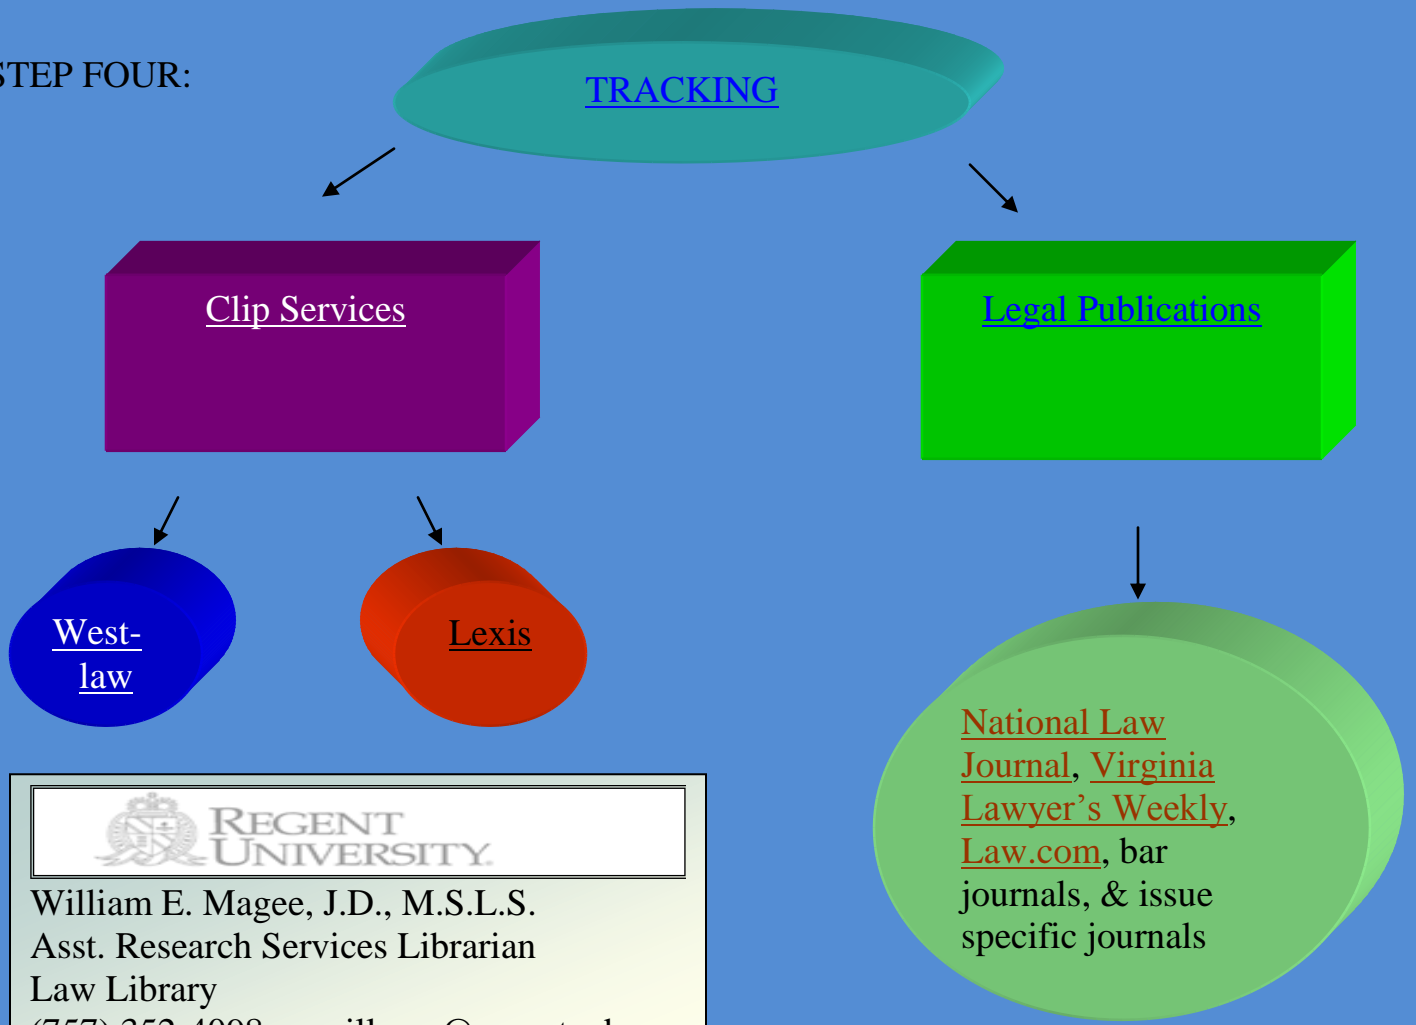 STEP FOUR:
TRACKING
Clip Services
Legal Publications
West-
law
Lexis
National Law
Journal, Virginia
Lawyer’s Weekly,
Law.com, bar
journals, & issue
specific journals
REGENT
UNIVERSITY.
William E. Magee, J.D., M.S.L.S.
Asst. Research Services Librarian
Law Library